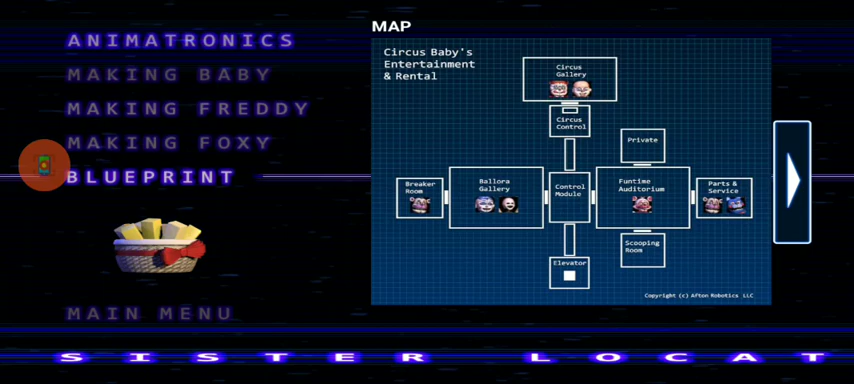 MAP
ANIMATRONICS
MAKING BABY
MAKING FREDDY
MAKING FOXY
BLUEPRINT
MAIN MENU
Circus Baby's
Entertainment
& Rental
Circus
Gallery
Circus
Control
Private
Breaker
Room
Ballora
Gallery
Control
Module
Funtime
Auditorium
Parts &
Service
Scooping
Room
Elevator
Copyright (c) Afton Robotics LLC
SISTER LOCAT